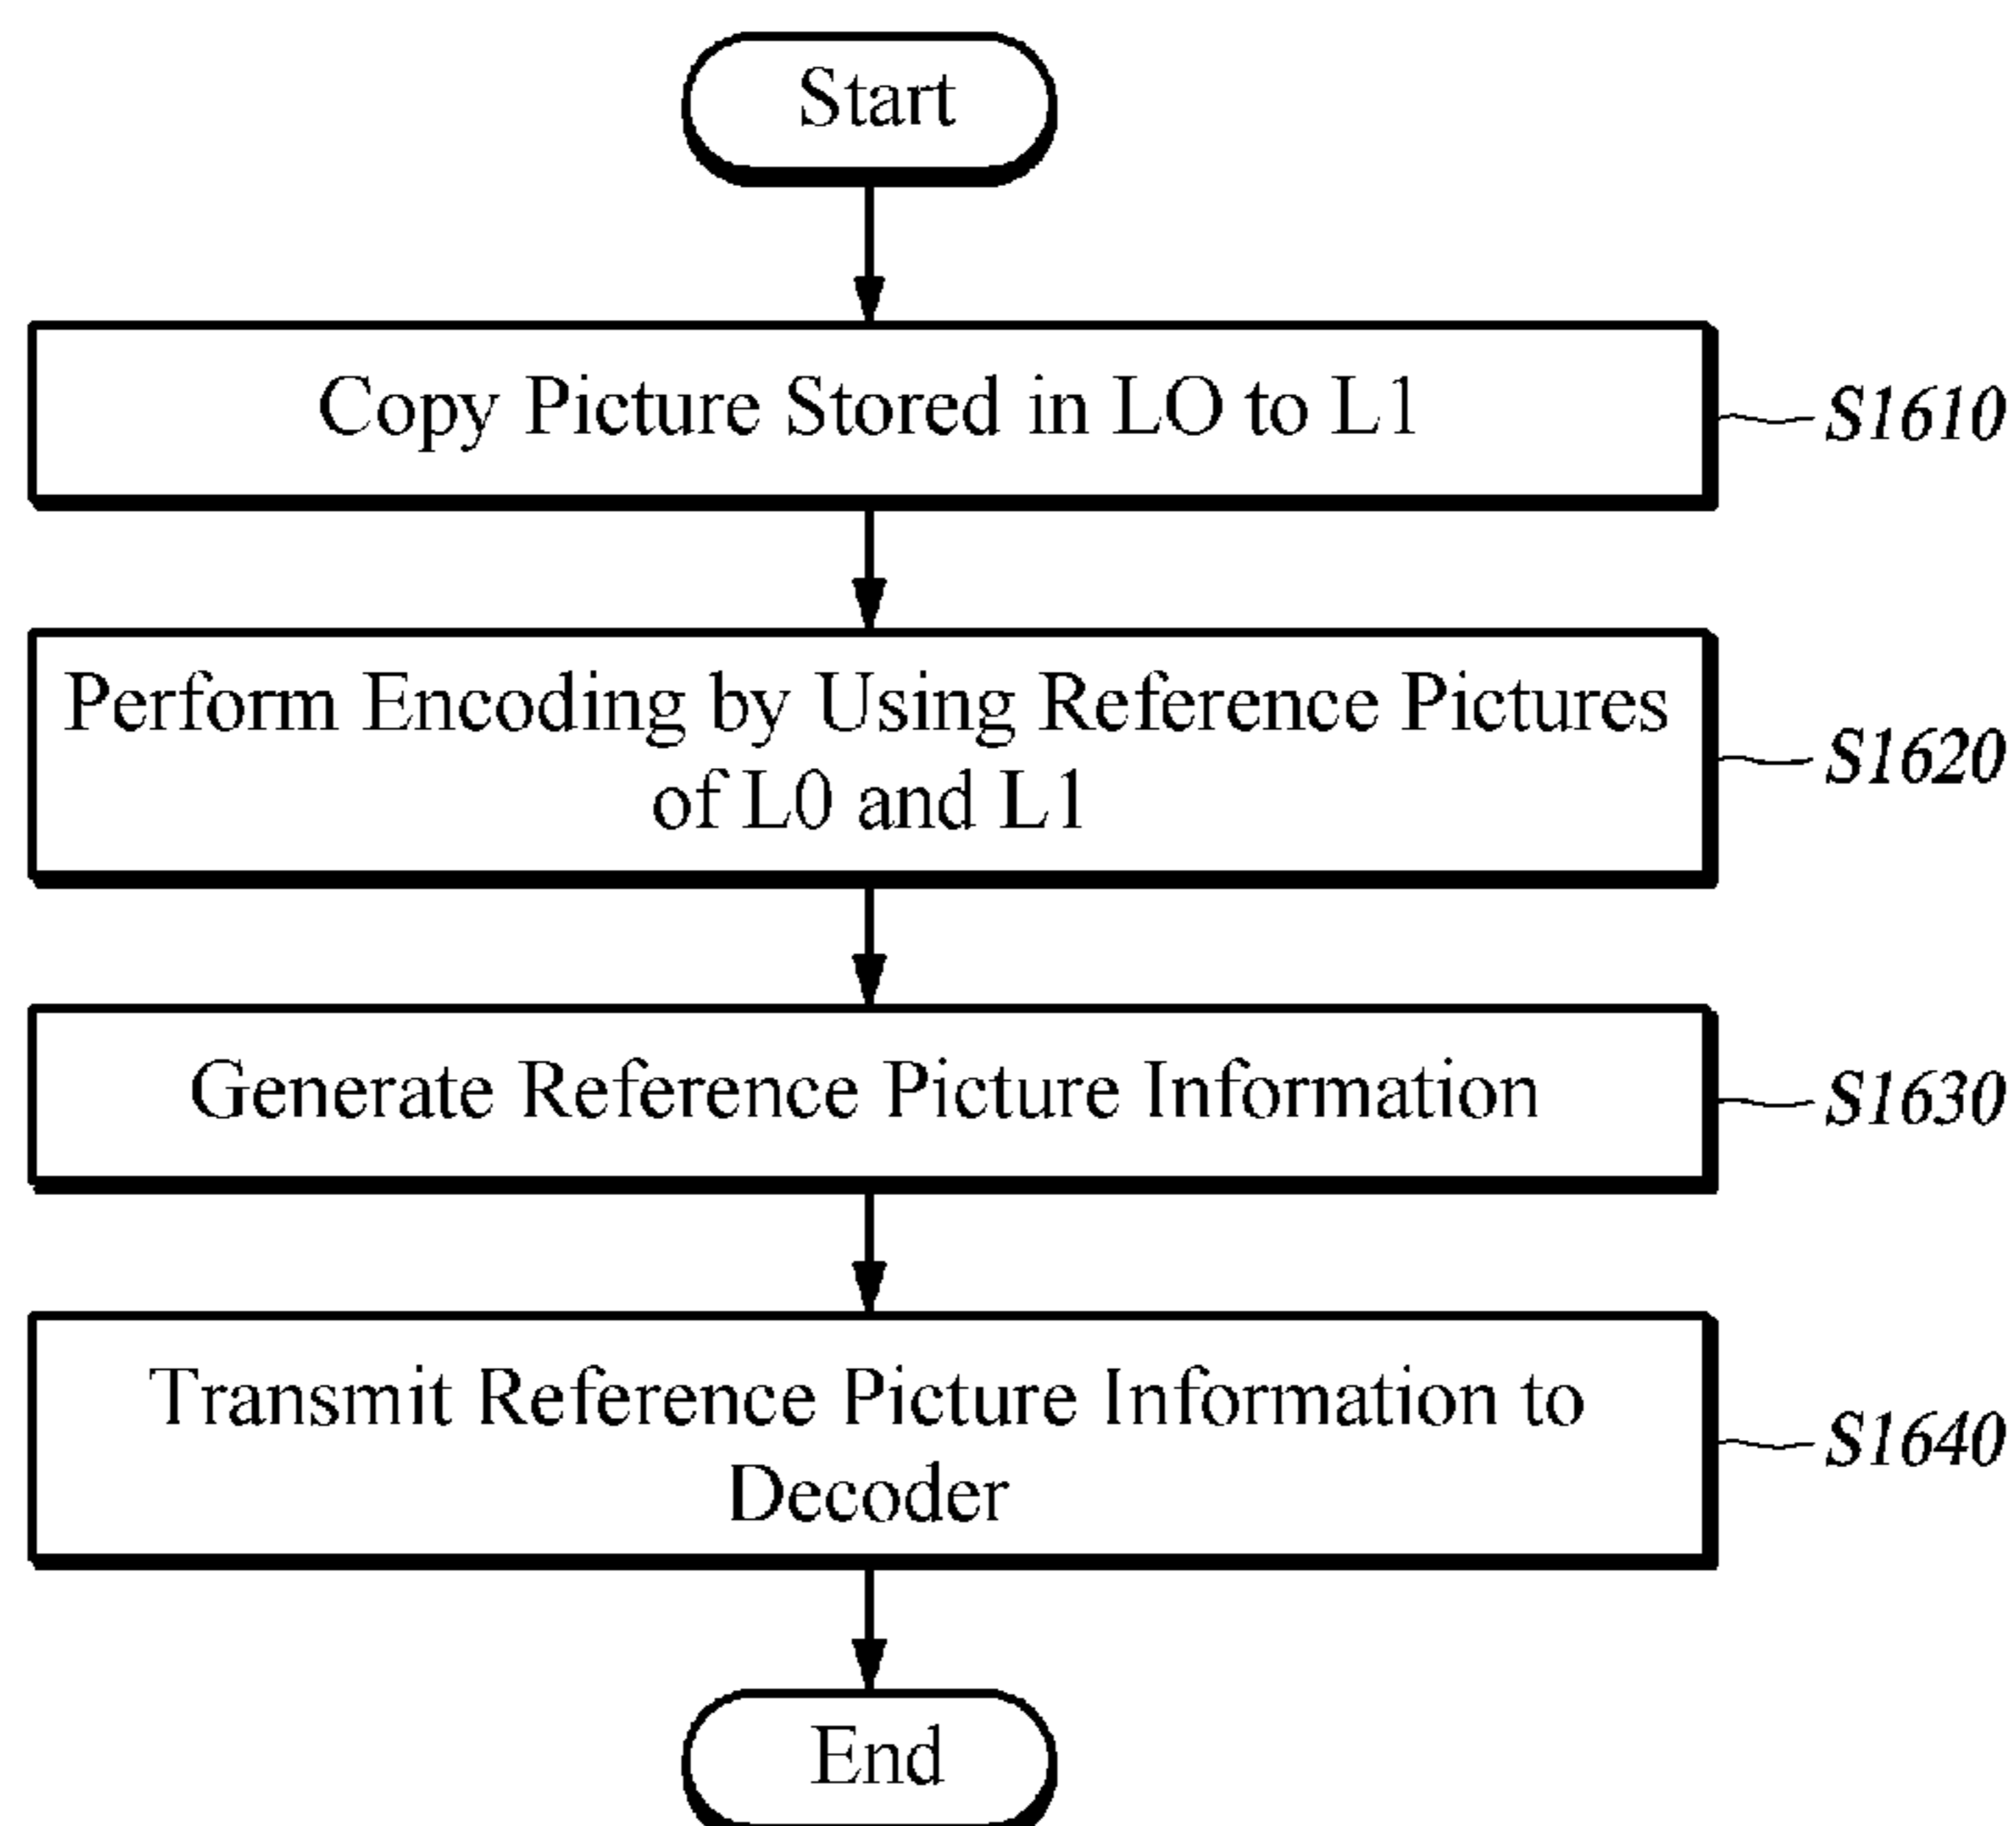 Start
Copy Picture Stored in LO to L1
S1610
Perform Encoding by Using Reference Pictures
of L0 and L1
S1620
Generate Reference Picture Information
S1630
Transmit Reference Picture Information to
Decoder
S1640
End